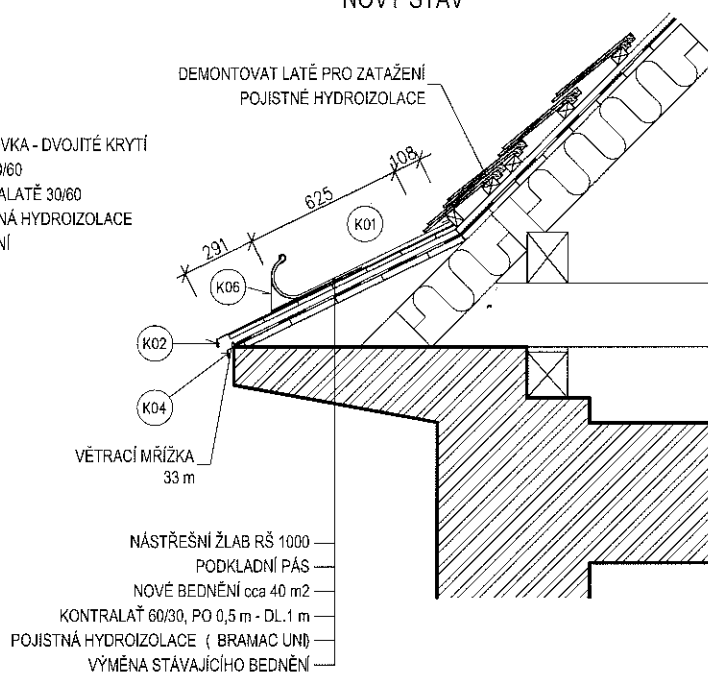 NOVÝ STAV
DEMONTOVAT LATĚ PRO ZATAŽENÍ
POJISTNÉ HYDROIZOLACE
VKA - DVOJITÉ KRYTÍ
0/60
ALATĚ 30/60
NÁ HYDROIZOLACE
NÍ
108
625
291
K01
K06
K02
K04
VĚTRACÍ MŘÍŽKA
33 m
NÁSTŘEŠNÍ ŽLAB RŠ 1000
PODKLADNÍ PÁS
NOVÉ BEDNĚNÍ cca 40 m2
KONTRALAŤ 60/30, PO 0,5 m - DL.1 m
POJISTNÁ HYDROIZOLACE ( BRAMAC UNI)
VÝMĚNA STÁVAJÍCÍHO BEDNĚNÍ